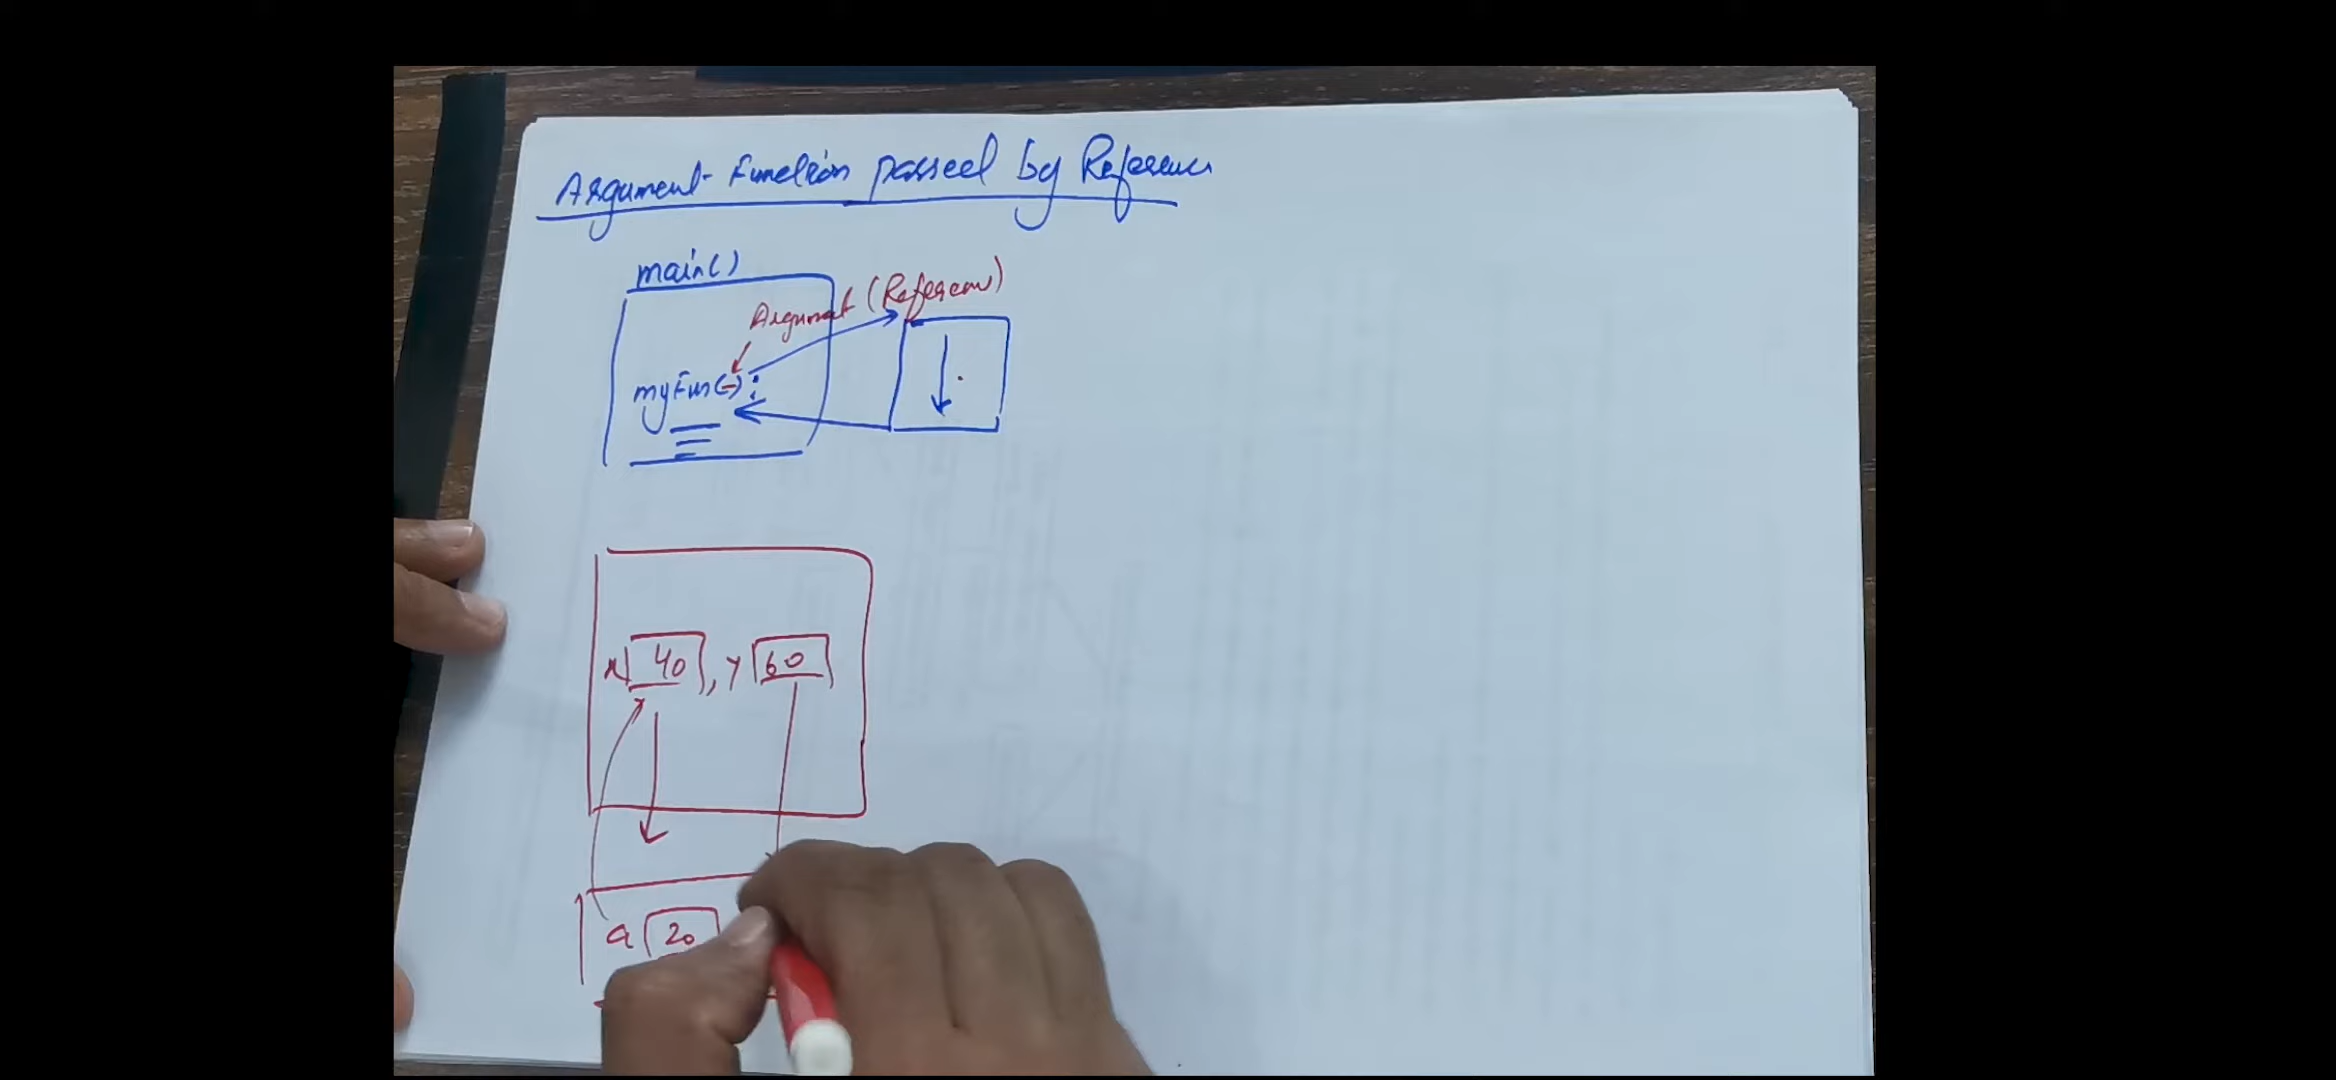 Argument Function passed by Reference
main()
Argument (Reference)
myFun(-);
x 40, y 60
a 20